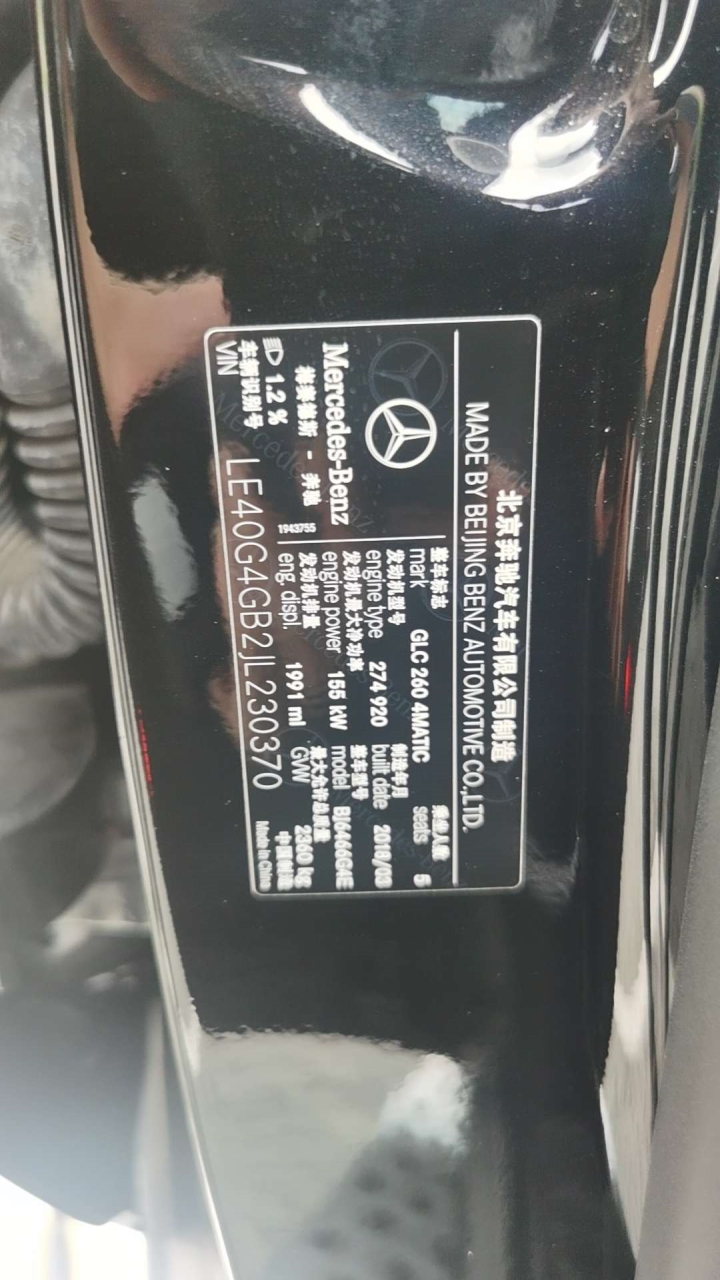 北京奔驰汽车有限公司制造
MADE BY BEIJING BENZ AUTOMOTIVE CO.,LTD.
Mercedes-Benz
梅赛德斯 - 奔驰
1943755
1.2 %
整车标志
mark GLC 260 4MATIC
乘坐人数
seats 5
发动机型号
engine type 274 920
制造年月
built date 2018/03
发动机最大净功率
engine power 155 kW
整车型号
model BJ6466G4E
发动机排量
eng. displ. 1991 ml
最大允许总质量
GVW 2360 kg
车辆识别号
VIN LE40G4GB2JL230370
中国制造
Made In China